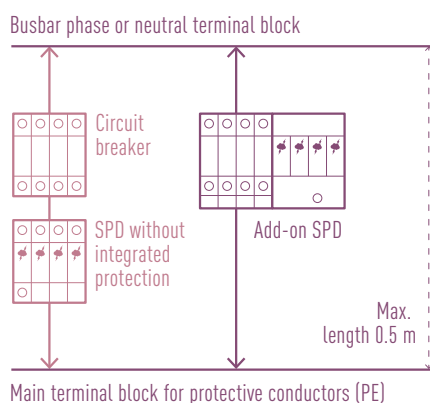 Busbar phase or neutral terminal block
Circuit
breaker
SPD without
integrated
protection
Add-on SPD
Max.
length 0.5 m
Main terminal block for protective conductors (PE)